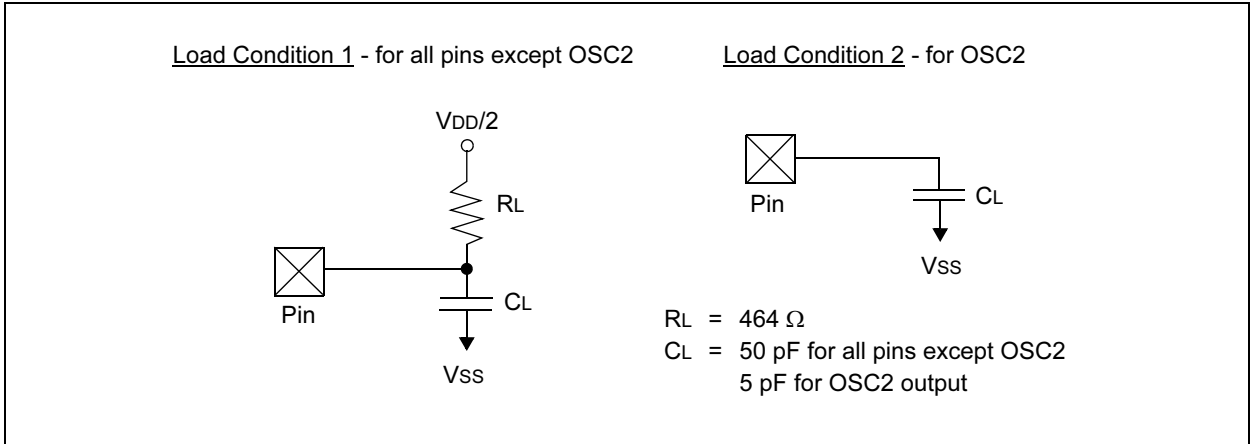 Load Condition 1 - for all pins except OSC2
VDD/2
RL
Pin
CL
VSS
Load Condition 2 - for OSC2
Pin
CL
VSS
RL = 464 Ω
CL = 50 pF for all pins except OSC2
5 pF for OSC2 output